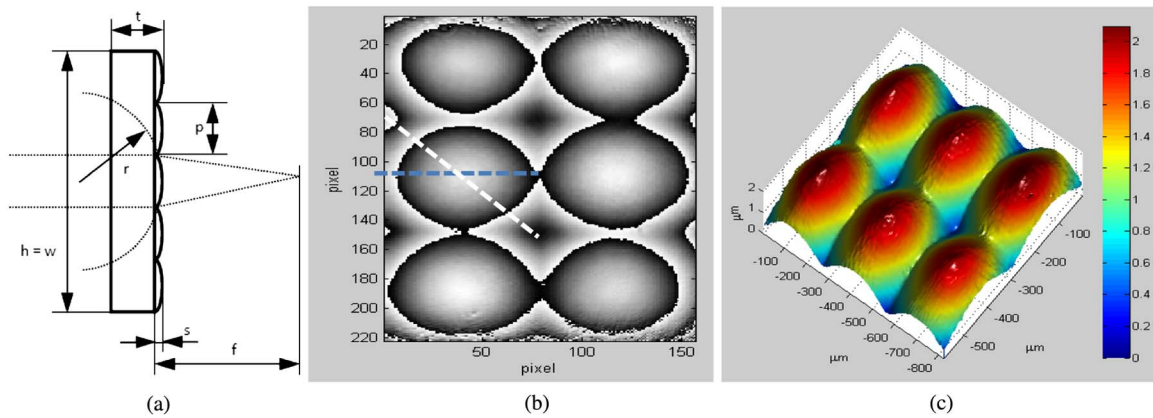 t
p
r
h = w
s
f
(a)
20
40
60
80
100
120
140
160
180
200
220
pixel
50
100
150
pixel
(b)
2
1
0
μm
-100
-200
-300
-400
-500
-600
-700
-800
μm
-100
-200
-300
-400
-500
μm
2
1.8
1.6
1.4
1.2
1
0.8
0.6
0.4
0.2
0
(c)